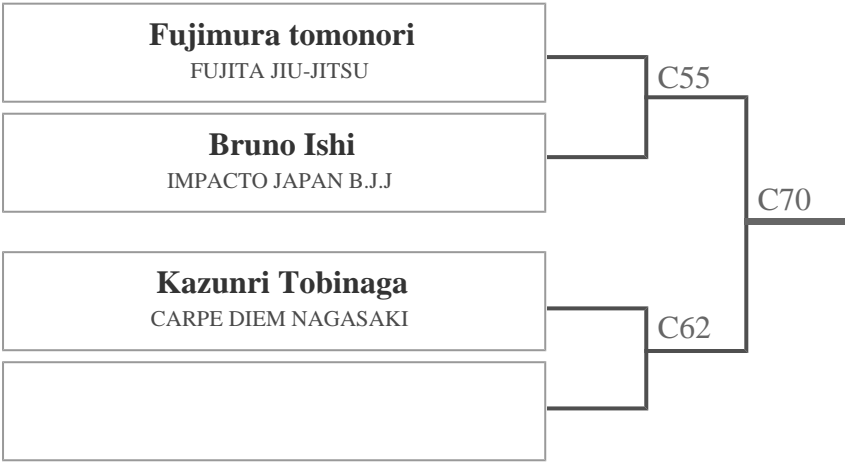 Fujimura tomonori
FUJITA JIU-JITSU
C55
Bruno Ishi
IMPACTO JAPAN B.J.J
C70
Kazunri Tobinaga
CARPE DIEM NAGASAKI
C62